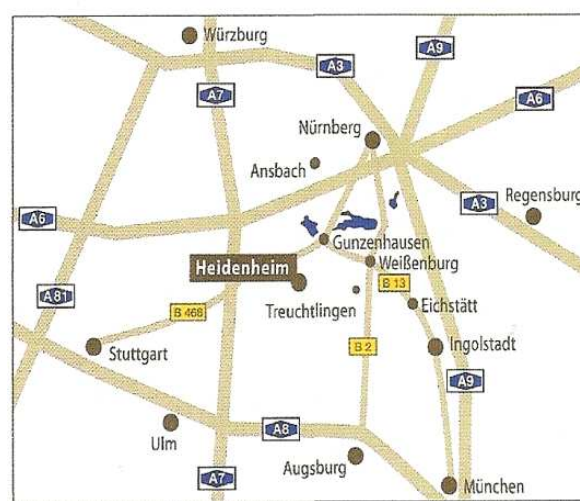 Würzburg
A9
A3
A7
A6
Nürnberg
Ansbach
Regensburg
A6
A3
Gunzenhausen
Heidenheim
Weißenburg
A81
B 13
Treuchtlingen
Eichstätt
B 468
Stuttgart
B 2
Ingolstadt
A9
A8
Ulm
Augsburg
A7
München